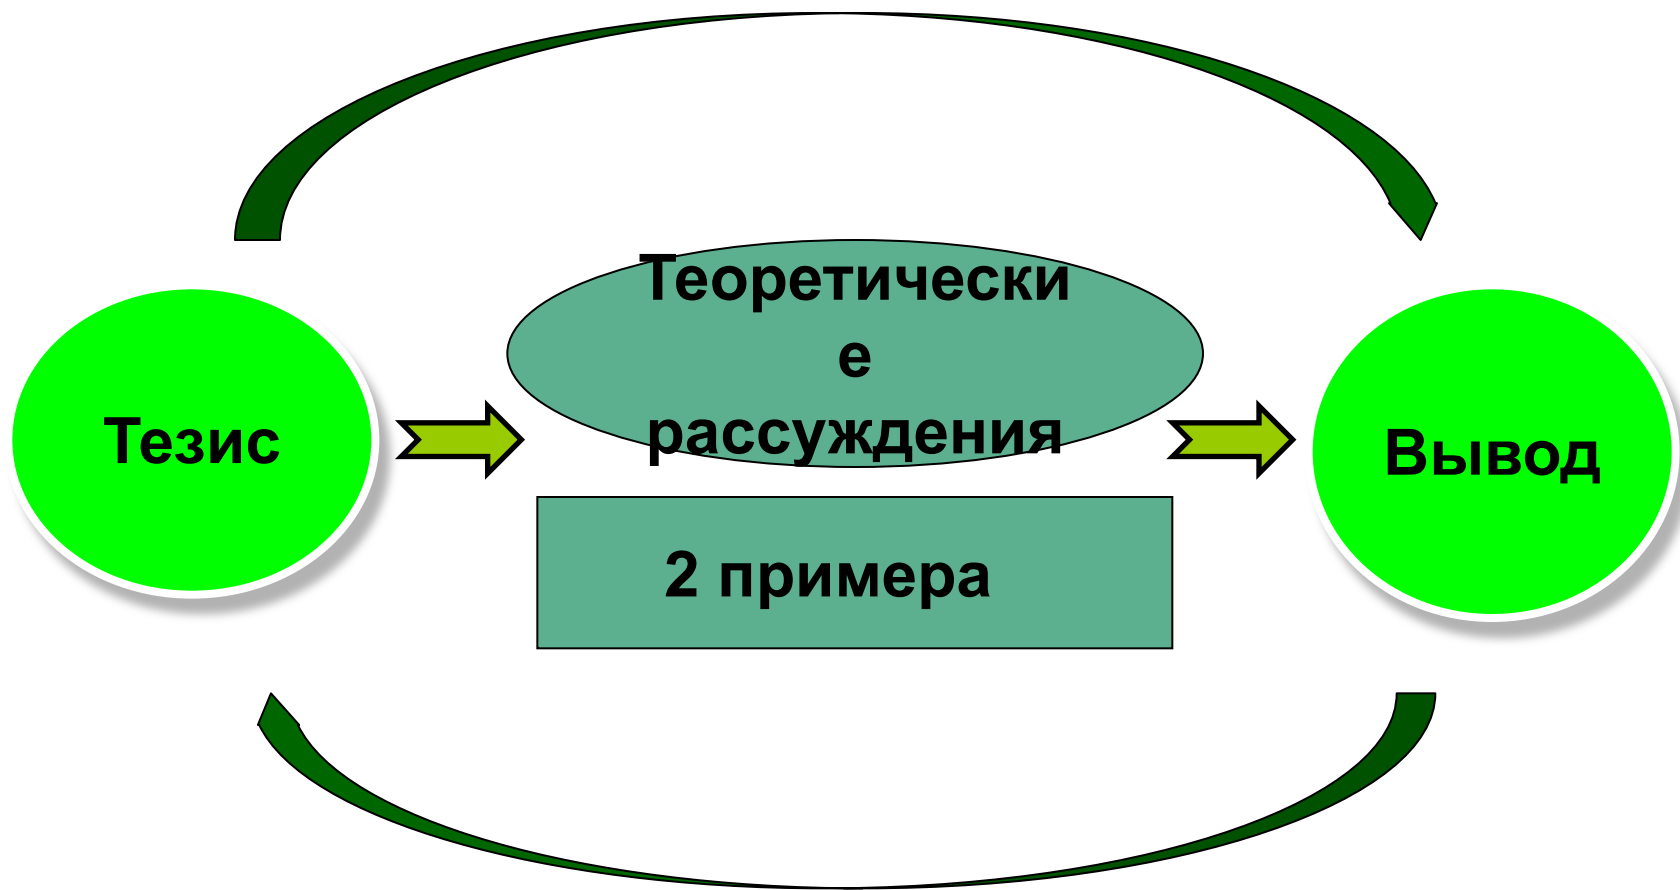 Теоретически
е
рассуждения
Тезис
Вывод
2 примера